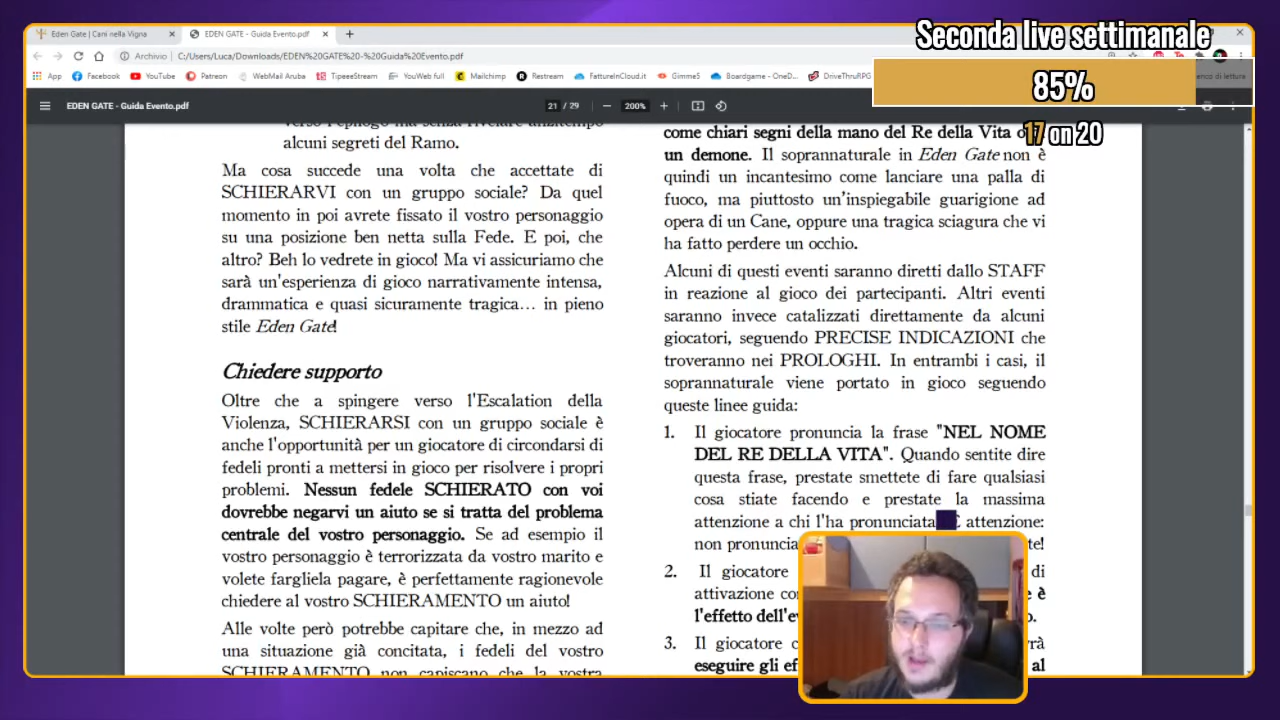 Seconda live settimanale
85%
17 on 20
Eden Gate | Cani nella Vigna
EDEN GATE - Guida Evento.pdf
Archivio
C:/Users/Luca/Downloads/EDEN%20GATE%20-%20Guida%20Evento.pdf
App Facebook YouTube Patreon WebMail Aruba TipeeeStream YouWeb full Mailchimp Restream FattureInCloud.it Gimme5 Boardgame - OneD... DriveThruRPG
di lettura
EDEN GATE - Guida Evento.pdf
21 / 29
200%
verso l'epilogo ma senza rivelare anzitempo
alcuni segreti del Ramo.
Ma cosa succede una volta che accettate di
SCHIERARVI con un gruppo sociale? Da quel
momento in poi avrete fissato il vostro personaggio
su una posizione ben netta sulla Fede. E poi, che
altro? Beh lo vedrete in gioco! Ma vi assicuriamo che
sarà un'esperienza di gioco narrativamente intensa,
drammatica e quasi sicuramente tragica… in pieno
stile Eden Gate!
Chiedere supporto
Oltre che a spingere verso l'Escalation della
Violenza, SCHIERARSI con un gruppo sociale è
anche l'opportunità per un giocatore di circondarsi di
fedeli pronti a mettersi in gioco per risolvere i propri
problemi. Nessun fedele SCHIERATO con voi
dovrebbe negarvi un aiuto se si tratta del problema
centrale del vostro personaggio. Se ad esempio il
vostro personaggio è terrorizzata da vostro marito e
volete fargliela pagare, è perfettamente ragionevole
chiedere al vostro SCHIERAMENTO un aiuto!
Alle volte però potrebbe capitare che, in mezzo ad
una situazione già concitata, i fedeli del vostro
SCHIERAMENTO non capiscano che la vostra
come chiari segni della mano del Re della Vita o
un demone. Il soprannaturale in Eden Gate non è
quindi un incantesimo come lanciare una palla di
fuoco, ma piuttosto un'inspiegabile guarigione ad
opera di un Cane, oppure una tragica sciagura che vi
ha fatto perdere un occhio.
Alcuni di questi eventi saranno diretti dallo STAFF
in reazione al gioco dei partecipanti. Altri eventi
saranno invece catalizzati direttamente da alcuni
giocatori, seguendo PRECISE INDICAZIONI che
troveranno nei PROLOGHI. In entrambi i casi, il
soprannaturale viene portato in gioco seguendo
queste linee guida:
1. Il giocatore pronuncia la frase "NEL NOME
DEL RE DELLA VITA". Quando sentite dire
questa frase, prestate smettete di fare qualsiasi
cosa stiate facendo e prestate la massima
attenzione a chi l'ha pronunciata attenzione:
non pronuncia
2. Il giocatore di
attivazione è
l'effetto
3. Il giocatore
eseguire gli al